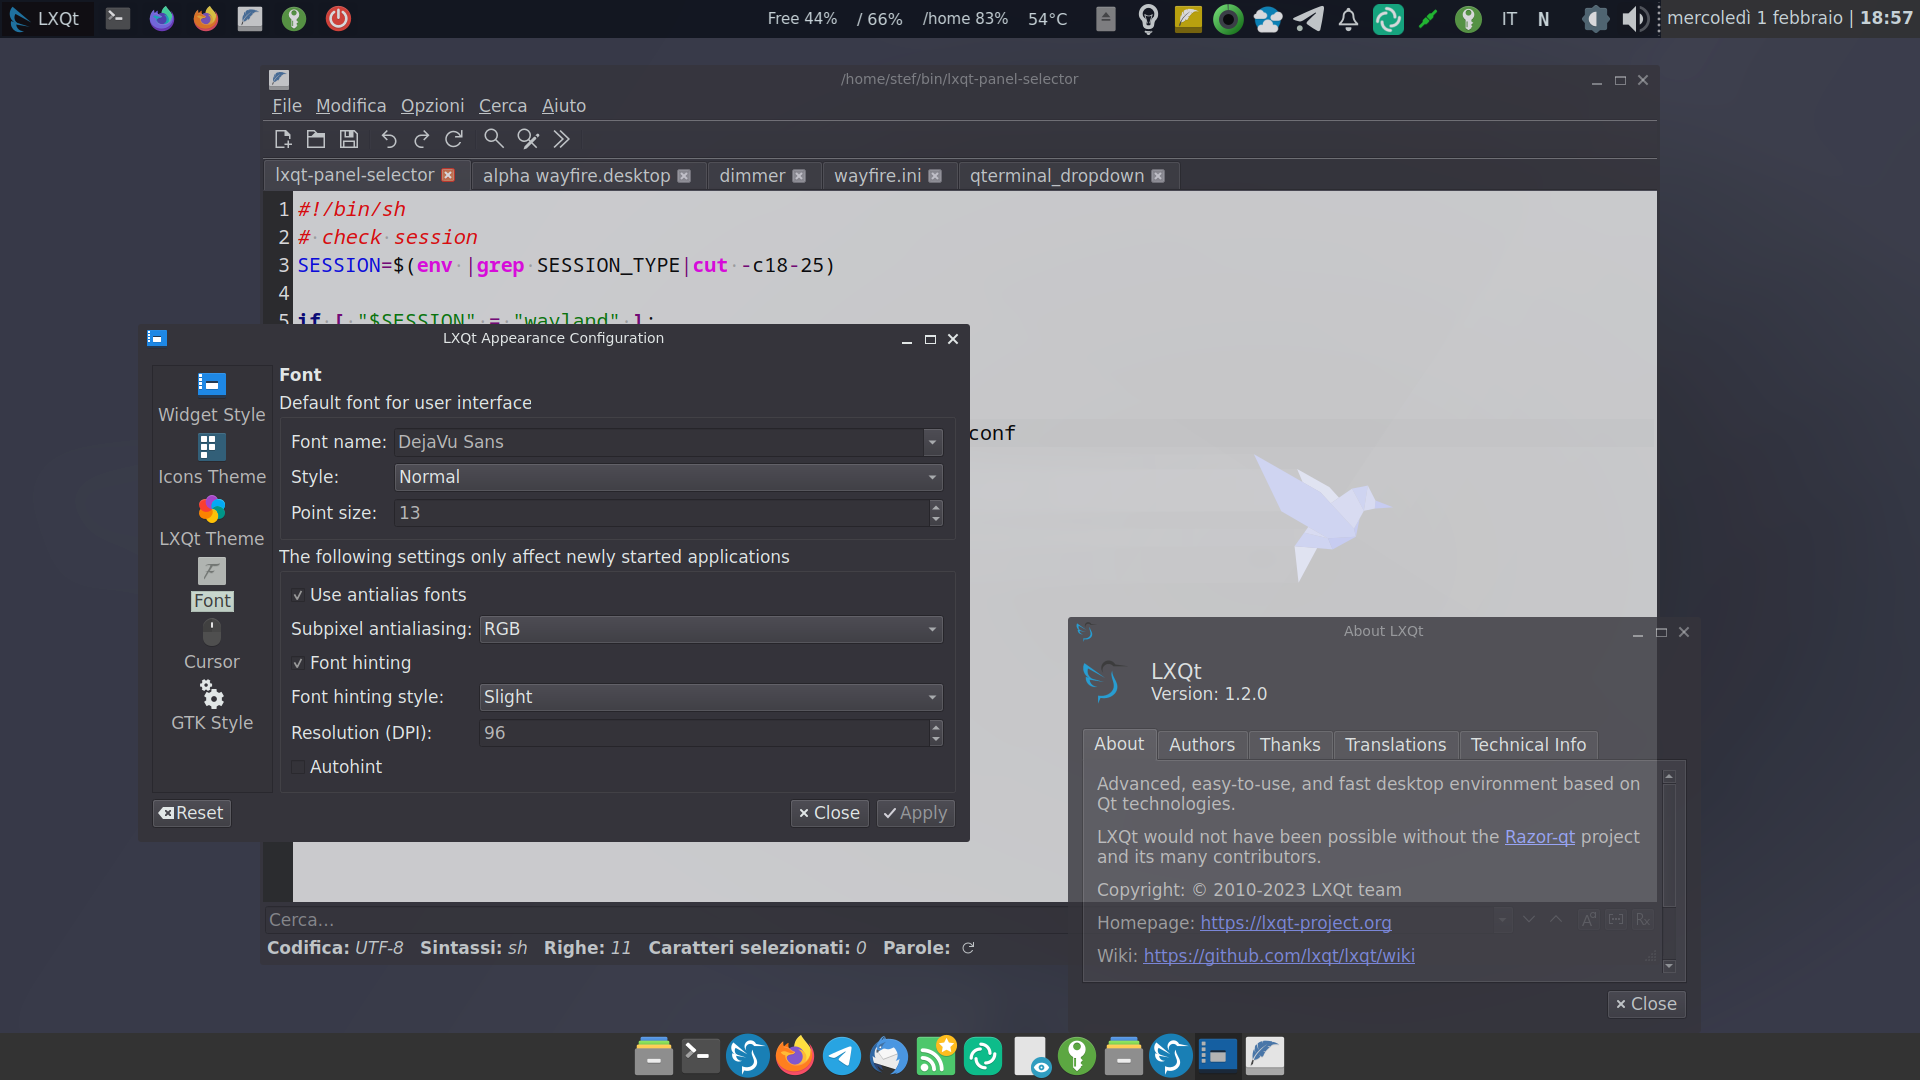 LXQt
Free 44% / 66% /home 83% 54°C IT N mercoledì 1 febbraio | 18:57
/home/stef/bin/lxqt-panel-selector
File Modifica Opzioni Cerca Aiuto
lxqt-panel-selector alpha wayfire.desktop dimmer wayfire.ini qterminal_dropdown
1 #!/bin/sh
2 #·check·session
3 SESSION=$(env·|grep·SESSION_TYPE|cut·-c18-25)
4
5 if·[·"$SESSION"·=·"wayland"·];
conf
LXQt Appearance Configuration
Widget Style
Icons Theme
LXQt Theme
Font
Cursor
GTK Style
Font
Default font for user interface
Font name: DejaVu Sans
Style: Normal
Point size: 13
The following settings only affect newly started applications
✓ Use antialias fonts
Subpixel antialiasing: RGB
✓ Font hinting
Font hinting style: Slight
Resolution (DPI): 96
Autohint
Reset Close Apply
About LXQt
LXQt
Version: 1.2.0
About Authors Thanks Translations Technical Info
Advanced, easy-to-use, and fast desktop environment based on
Qt technologies.
LXQt would not have been possible without the Razor-qt project
and its many contributors.
Copyright: © 2010-2023 LXQt team
Homepage: https://lxqt-project.org
Wiki: https://github.com/lxqt/lxqt/wiki
Close
Cerca...
Codifica: UTF-8 Sintassi: sh Righe: 11 Caratteri selezionati: 0 Parole: